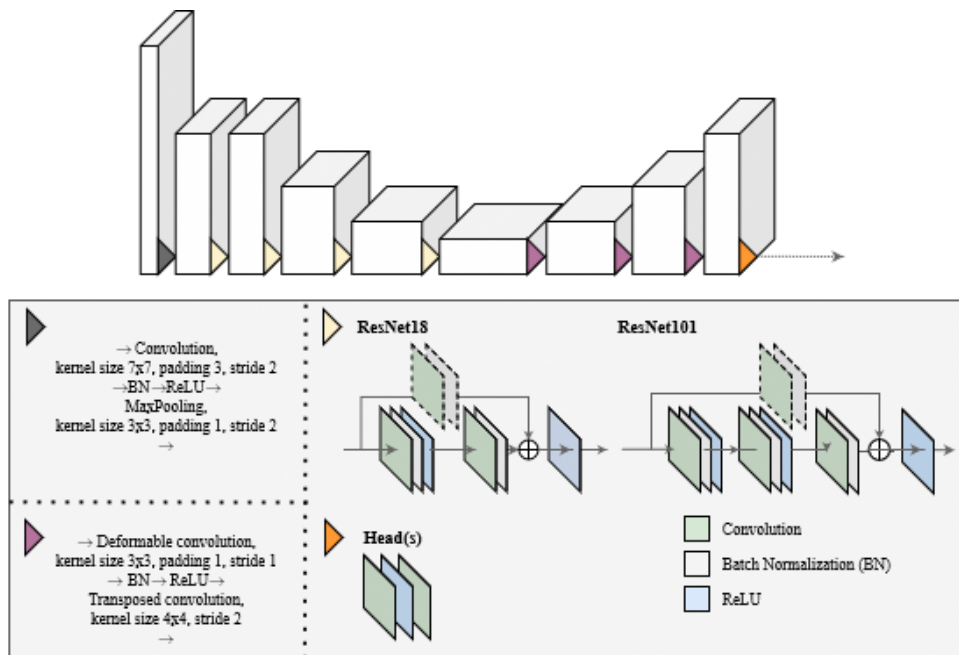 → Convolution,
kernel size 7x7, padding 3, stride 2
→BN→ReLU→
MaxPooling,
kernel size 3x3, padding 1, stride 2
→
ResNet18
ResNet101
→ Deformable convolution,
kernel size 3x3, padding 1, stride 1
→ BN→ReLU→
Transposed convolution,
kernel size 4x4, stride 2
→
Head(s)
Convolution
Batch Normalization (BN)
ReLU